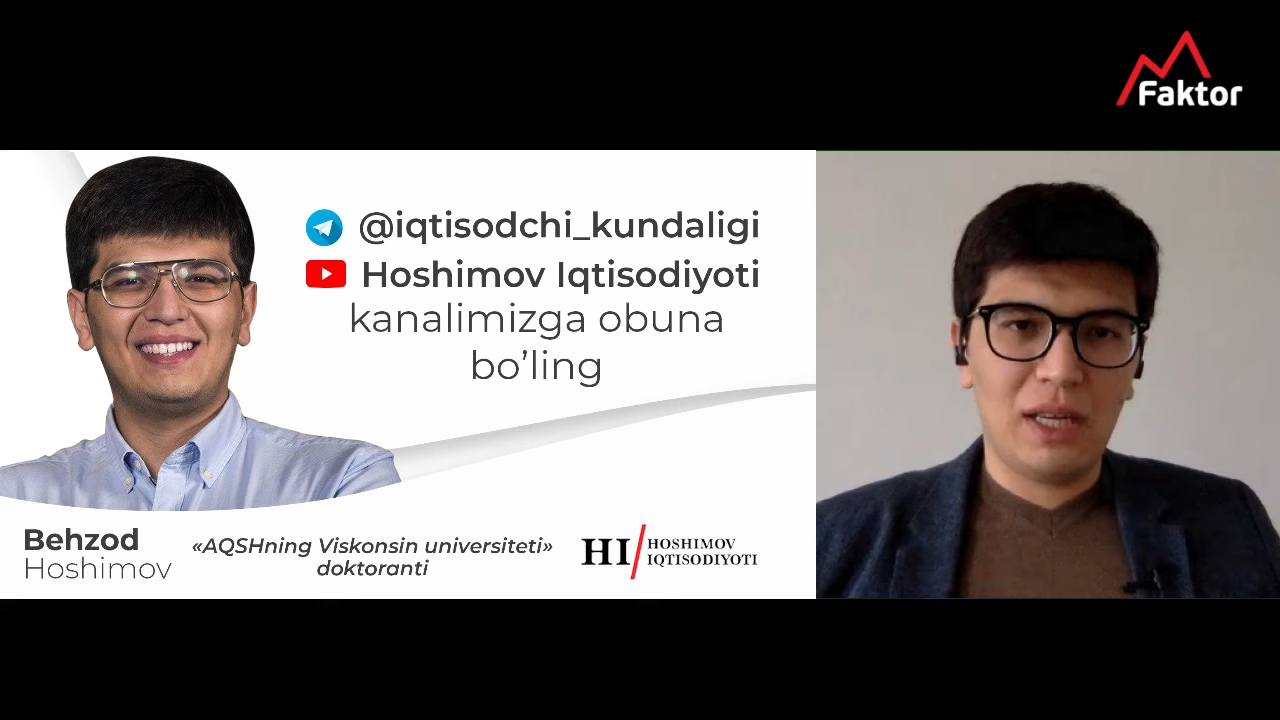 Faktor
@iqtisodchi_kundaligi
Hoshimov Iqtisodiyoti
kanalimizga obuna
bo’ling
Behzod
Hoshimov
«AQSHning Viskonsin universiteti»
doktoranti
HI/HOSHIMOV
IQTISODIYOTI